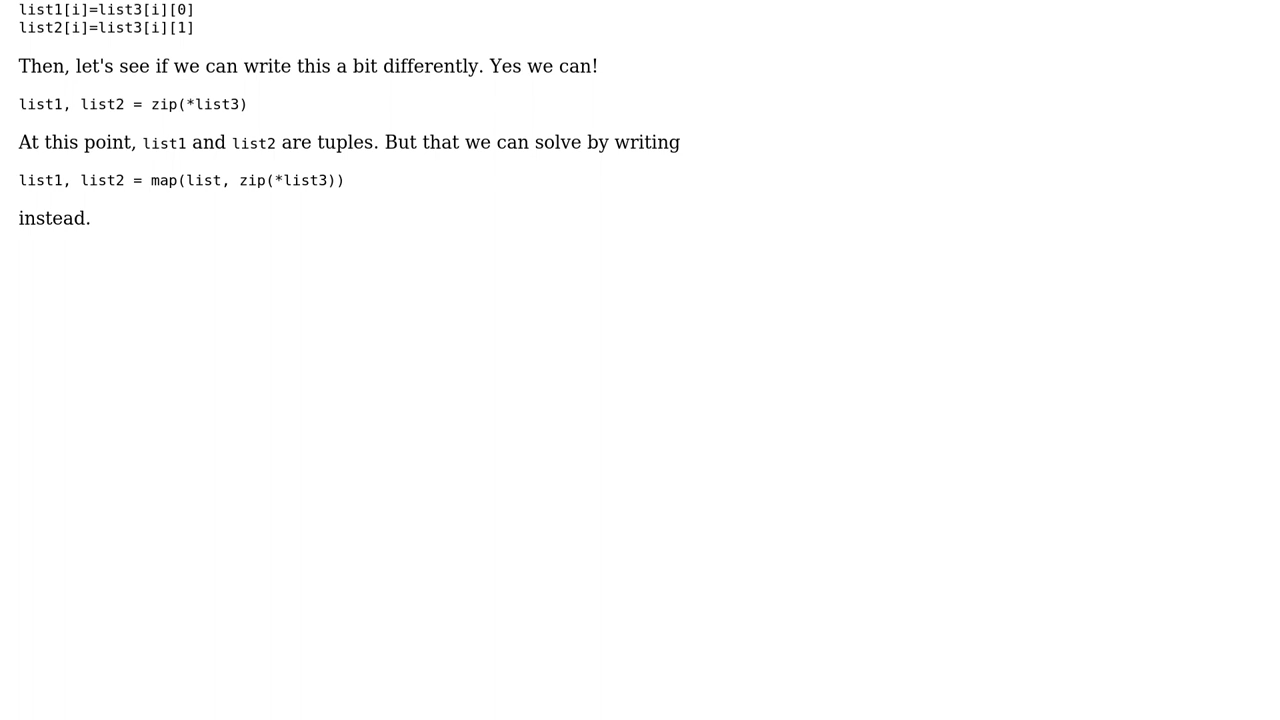 list1[i]=list3[i][0]
list2[i]=list3[i][1]
Then, let's see if we can write this a bit differently. Yes we can!
list1, list2 = zip(*list3)
At this point, list1 and list2 are tuples. But that we can solve by writing
list1, list2 = map(list, zip(*list3))
instead.